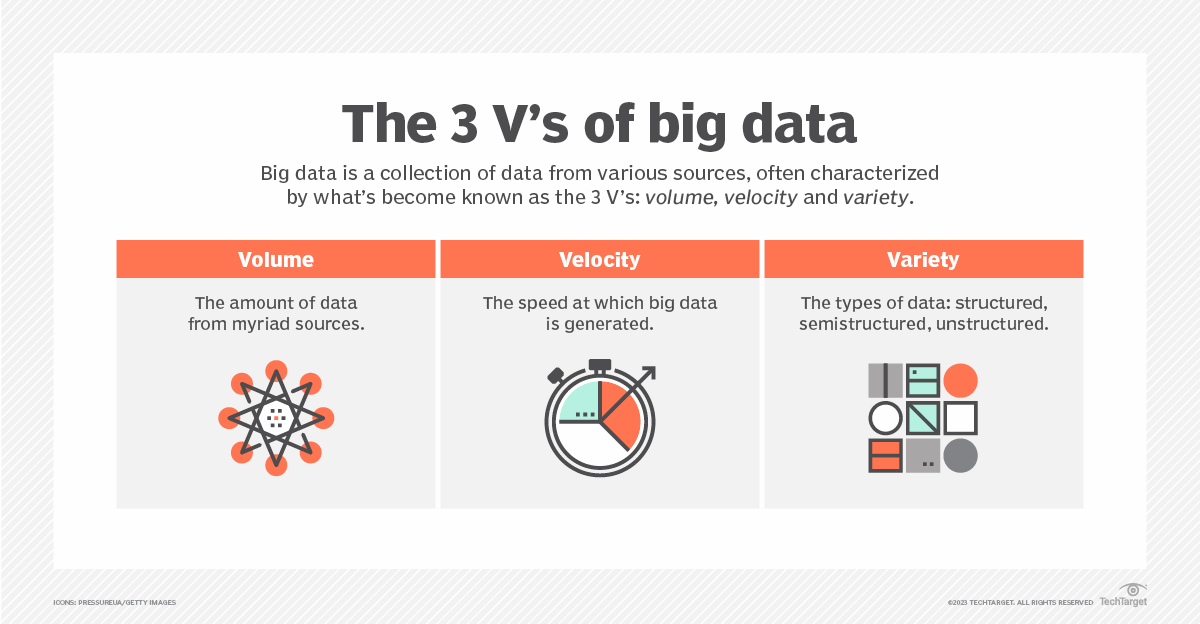 The 3 V’s of big data
Big data is a collection of data from various sources, often characterized
by what’s become known as the 3 V’s: volume, velocity and variety.
Volume
The amount of data
from myriad sources.
Velocity
The speed at which big data
is generated.
Variety
The types of data: structured,
semistructured, unstructured.
ICONS: PRESSUREUA/GETTY IMAGES
©2023 TECHTARGET. ALL RIGHTS RESERVED
TechTarget